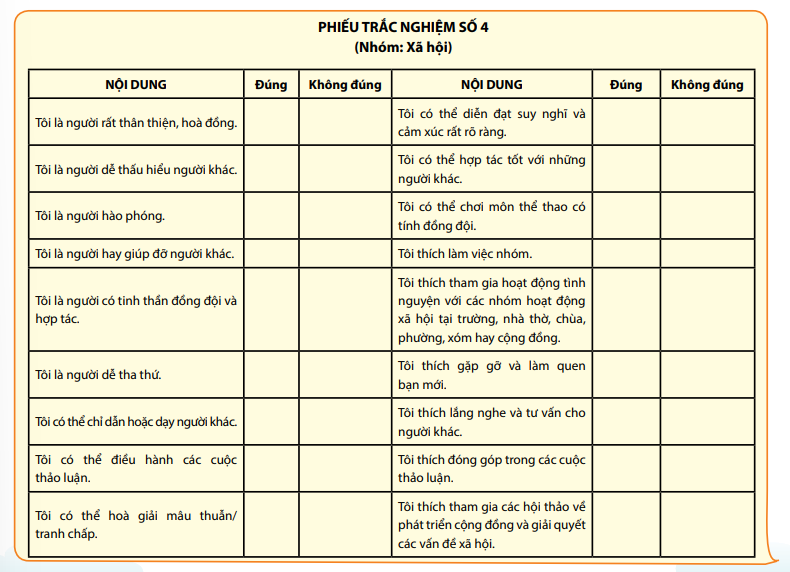 PHIẾU TRẮC NGHIỆM SỐ 4
(Nhóm: Xã hội)
NỘI DUNG Đúng Không đúng NỘI DUNG Đúng Không đúng
Tôi là người rất thân thiện, hoà đồng.
Tôi có thể diễn đạt suy nghĩ và
cảm xúc rất rõ ràng.
Tôi là người dễ thấu hiểu người khác.
Tôi có thể hợp tác tốt với những
người khác.
Tôi là người hào phóng.
Tôi có thể chơi môn thể thao có
tính đồng đội.
Tôi là người hay giúp đỡ người khác.
Tôi thích làm việc nhóm.
Tôi là người có tinh thần đồng đội và
hợp tác.
Tôi thích tham gia hoạt động tình
nguyện với các nhóm hoạt động
xã hội tại trường, nhà thờ, chùa,
phường, xóm hay cộng đồng.
Tôi là người dễ tha thứ.
Tôi thích gặp gỡ và làm quen
bạn mới.
Tôi có thể chỉ dẫn hoặc dạy người khác.
Tôi thích lắng nghe và tư vấn cho
người khác.
Tôi có thể điều hành các cuộc
thảo luận.
Tôi thích đóng góp trong các cuộc
thảo luận.
Tôi có thể hoà giải mâu thuẫn/
tranh chấp.
Tôi thích tham gia các hội thảo về
phát triển cộng đồng và giải quyết
các vấn đề xã hội.